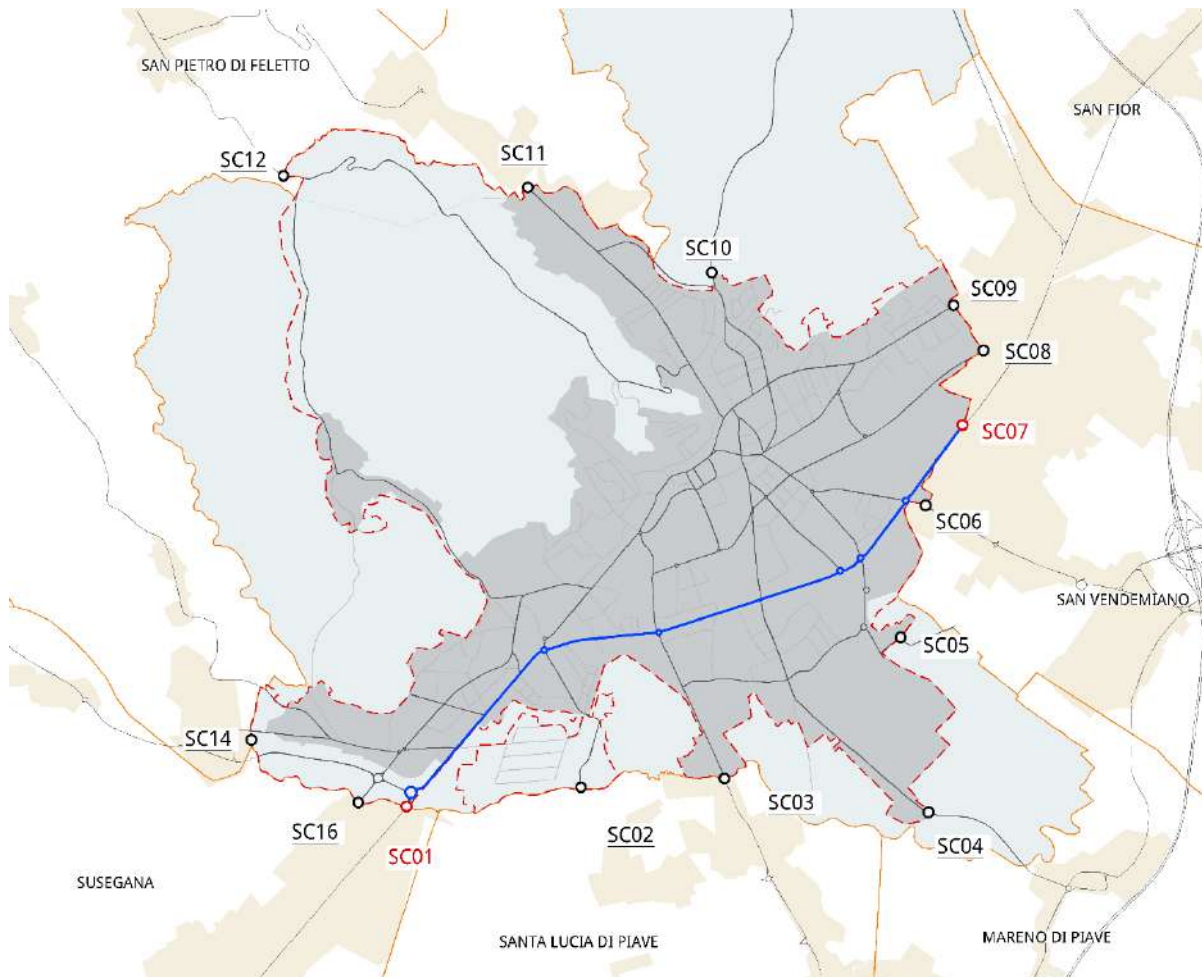 SAN PIETRO DI FELETTO
SAN FIOR
SC12
SC11
SC10
SC09
SC08
SC07
SC06
SAN VENDEMIANO
SC05
SC14
SC16
SC01
SC02
SC03
SC04
SUSEGANA
SANTA LUCIA DI PIAVE
MARENO DI PIAVE